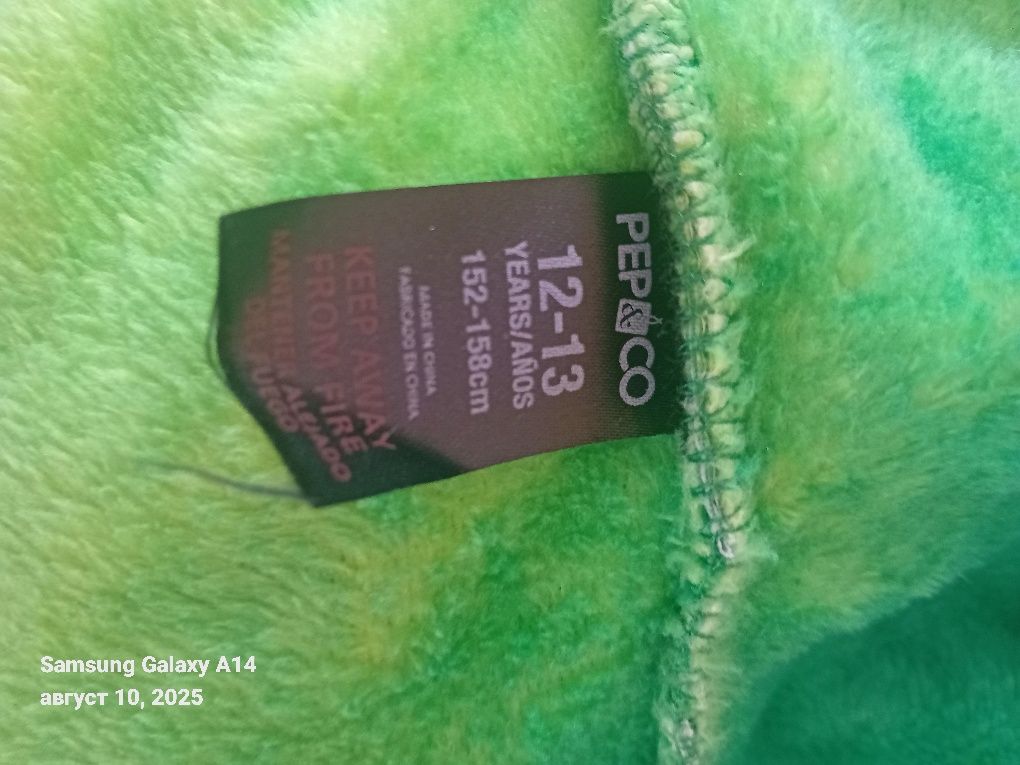 PEP&CO
12-13
YEARS/AÑOS
152-158cm
MADE IN CHINA
FABRICADO EN CHINA
KEEP AWAY
FROM FIRE
MANTENER ALEJADO
DEL FUEGO
Samsung Galaxy A14
август 10, 2025